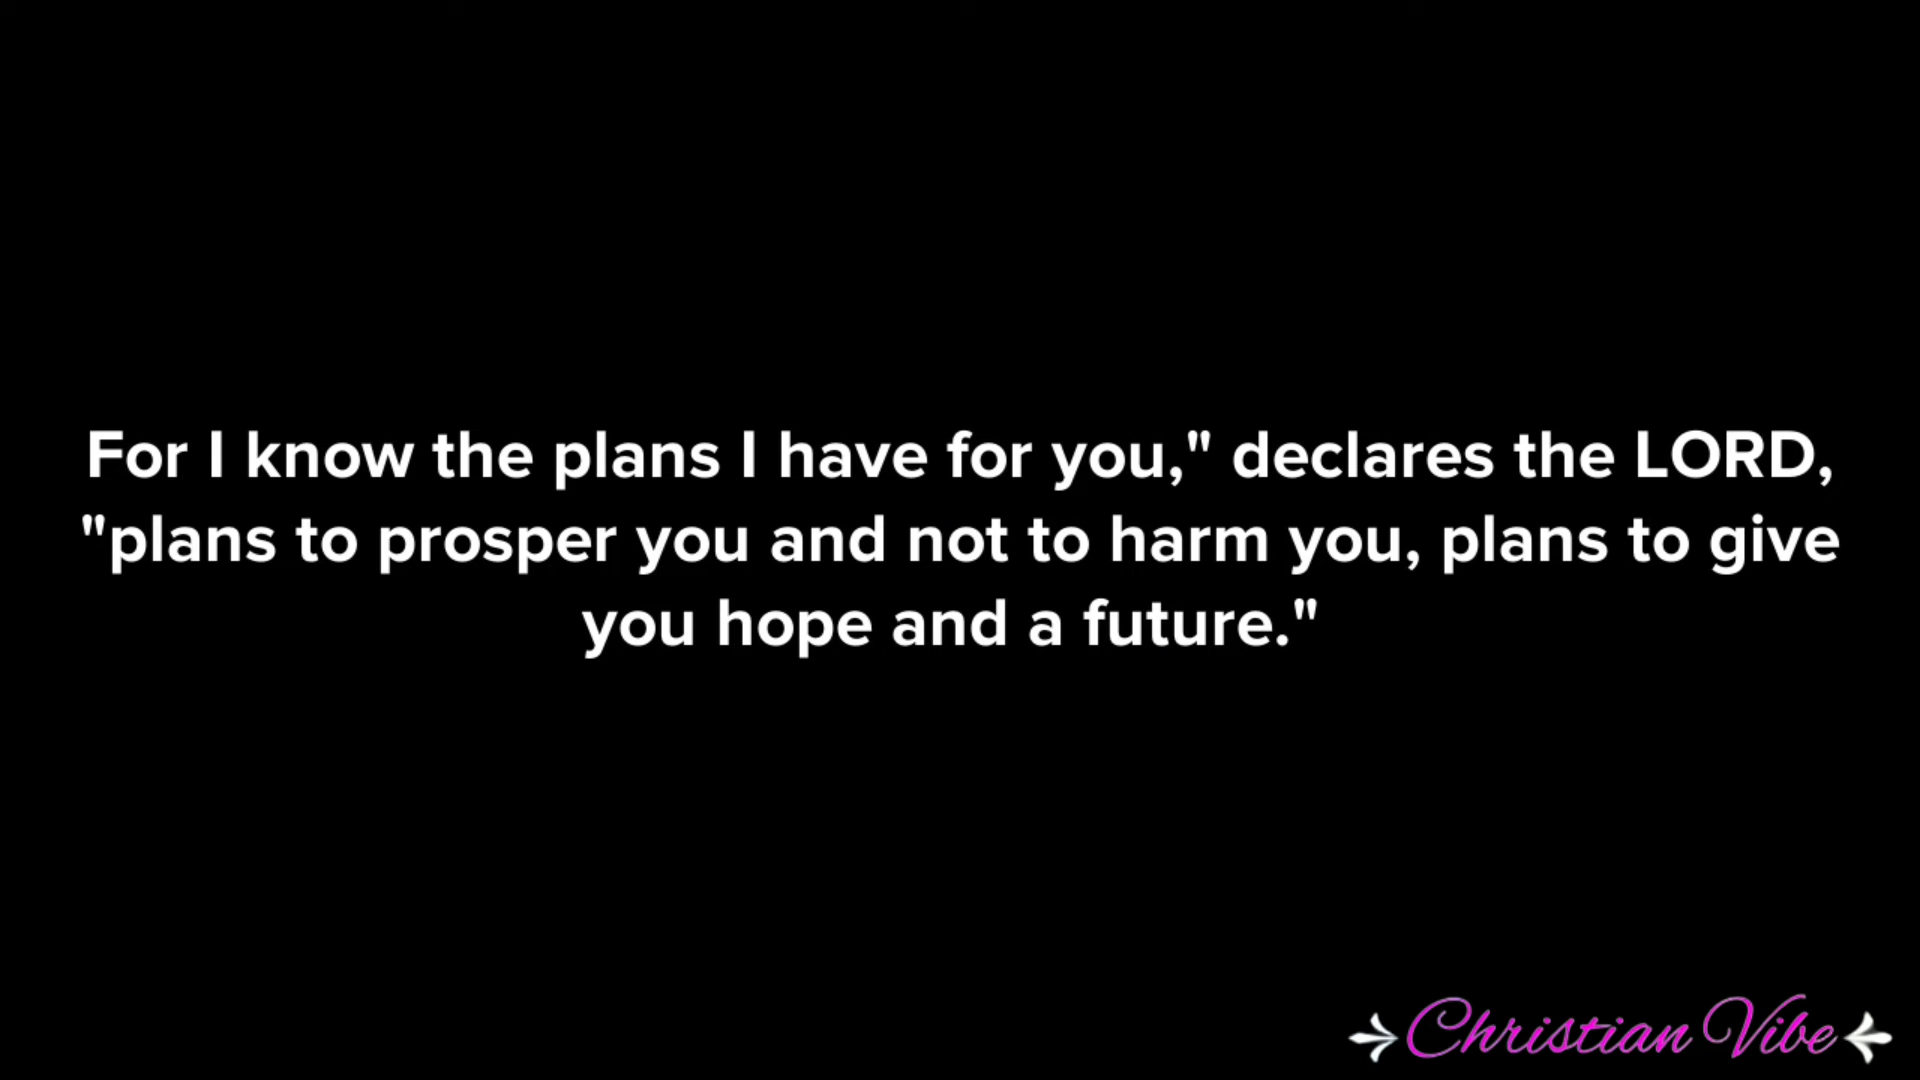 For I know the plans I have for you," declares the LORD,
"plans to prosper you and not to harm you, plans to give
you hope and a future."
Christian Vibe